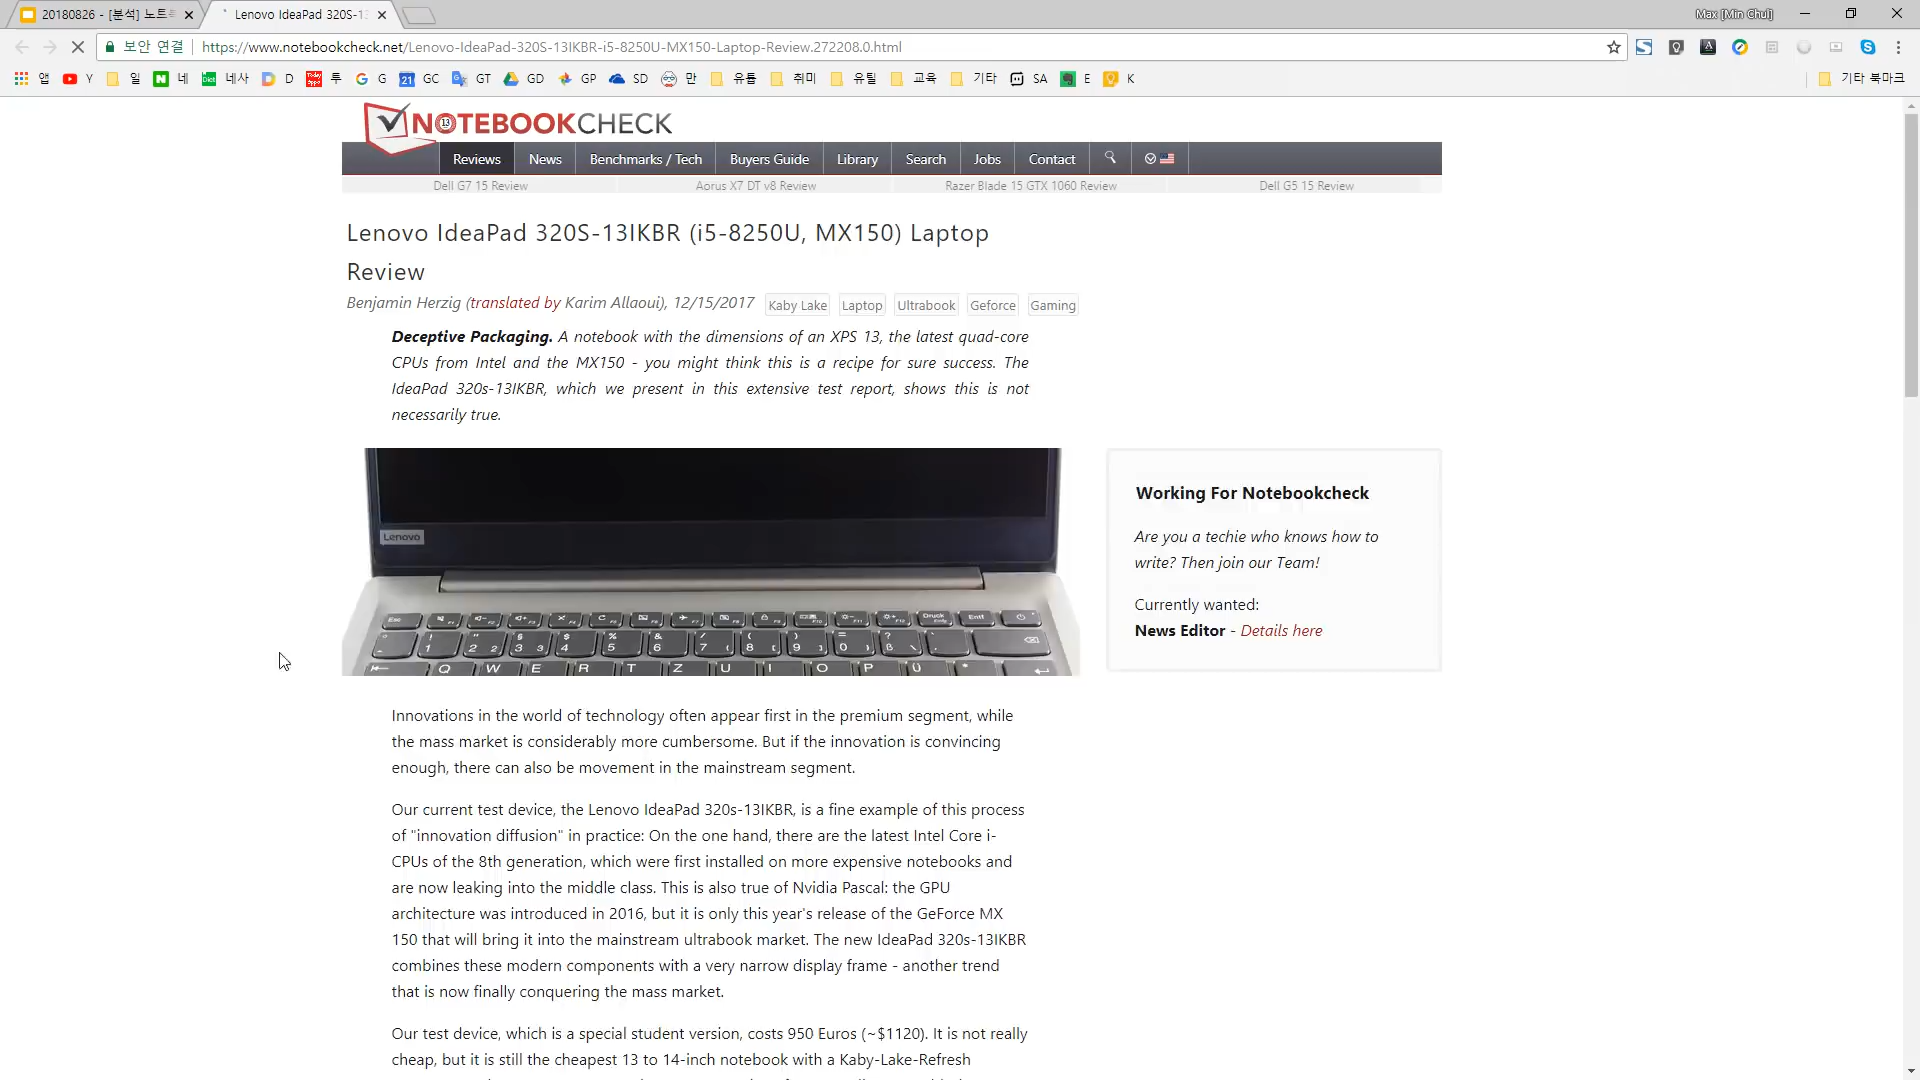 20180826 - [분석] 노트
Lenovo IdeaPad 320S-1
Max [Min Chul]
보안 연결
https://www.notebookcheck.net/Lenovo-IdeaPad-320S-13IKBR-i5-8250U-MX150-Laptop-Review.272208.0.html
앱 Y 일 네 네사 D 투 G GC GT GD GP SD 만 유틉 취미 유틸 교육 기타 SA E K 기타 북마크
NOTEBOOKCHECK
Reviews News Benchmarks / Tech Buyers Guide Library Search Jobs Contact
Dell G7 15 Review Aorus X7 DT v8 Review Razer Blade 15 GTX 1060 Review Dell G5 15 Review
Lenovo IdeaPad 320S-13IKBR (i5-8250U, MX150) Laptop
Review
Benjamin Herzig (translated by Karim Allaoui), 12/15/2017 Kaby Lake Laptop Ultrabook Geforce Gaming
Deceptive Packaging. A notebook with the dimensions of an XPS 13, the latest quad-core
CPUs from Intel and the MX150 - you might think this is a recipe for sure success. The
IdeaPad 320s-13IKBR, which we present in this extensive test report, shows this is not
necessarily true.
Lenovo
Working For Notebookcheck
Are you a techie who knows how to
write? Then join our Team!
Currently wanted:
News Editor - Details here
Esc Druck Entf
1 2 3 4 5 6 7 8 9 0 ß
Q W E R T Z U I O P Ü
Innovations in the world of technology often appear first in the premium segment, while
the mass market is considerably more cumbersome. But if the innovation is convincing
enough, there can also be movement in the mainstream segment.
Our current test device, the Lenovo IdeaPad 320s-13IKBR, is a fine example of this process
of "innovation diffusion" in practice: On the one hand, there are the latest Intel Core i-
CPUs of the 8th generation, which were first installed on more expensive notebooks and
are now leaking into the middle class. This is also true of Nvidia Pascal: the GPU
architecture was introduced in 2016, but it is only this year's release of the GeForce MX
150 that will bring it into the mainstream ultrabook market. The new IdeaPad 320s-13IKBR
combines these modern components with a very narrow display frame - another trend
that is now finally conquering the mass market.
Our test device, which is a special student version, costs 950 Euros (~$1120). It is not really
cheap, but it is still the cheapest 13 to 14-inch notebook with a Kaby-Lake-Refresh